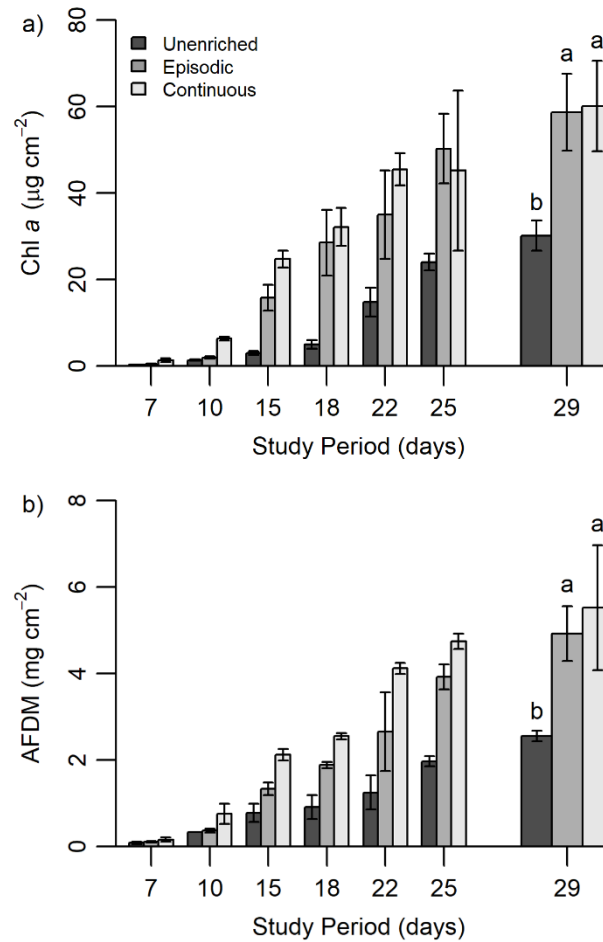 a)
Chl a (μg cm⁻²)
80
60
40
20
0
Unenriched
Episodic
Continuous
b
a
a
7 10 15 18 22 25 29
Study Period (days)
b)
AFDM (mg cm⁻²)
8
6
4
2
0
b
a
a
7 10 15 18 22 25 29
Study Period (days)